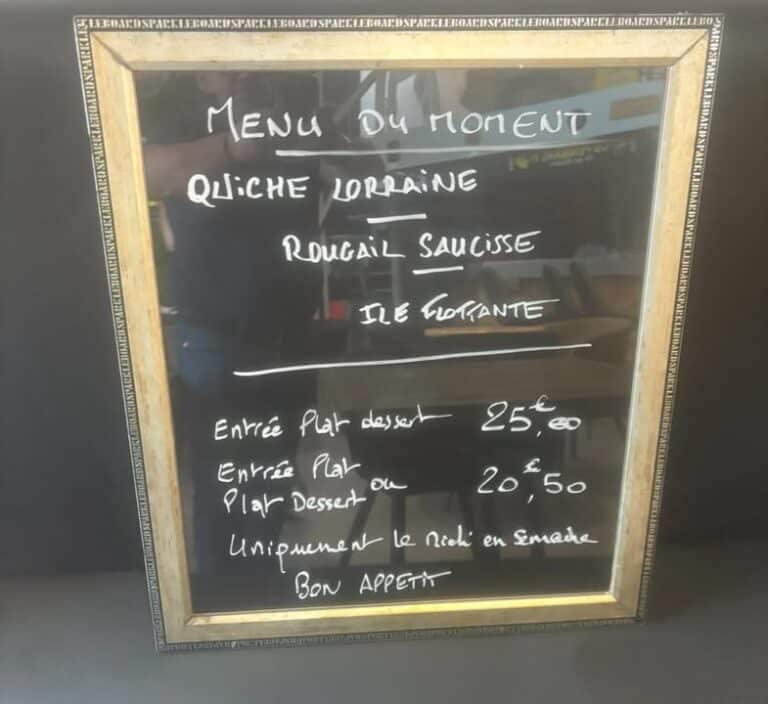 MENU DU MOMENT
QUICHE LORRAINE
ROUGAIL SAUCISSE
ILE FLOTTANTE
Entrée Plat dessert 25€,00
Entrée Plat
ou 20€,50
Plat Dessert
Uniquement le midi en semaine
BON APPETIT
SPARKLEBOARD